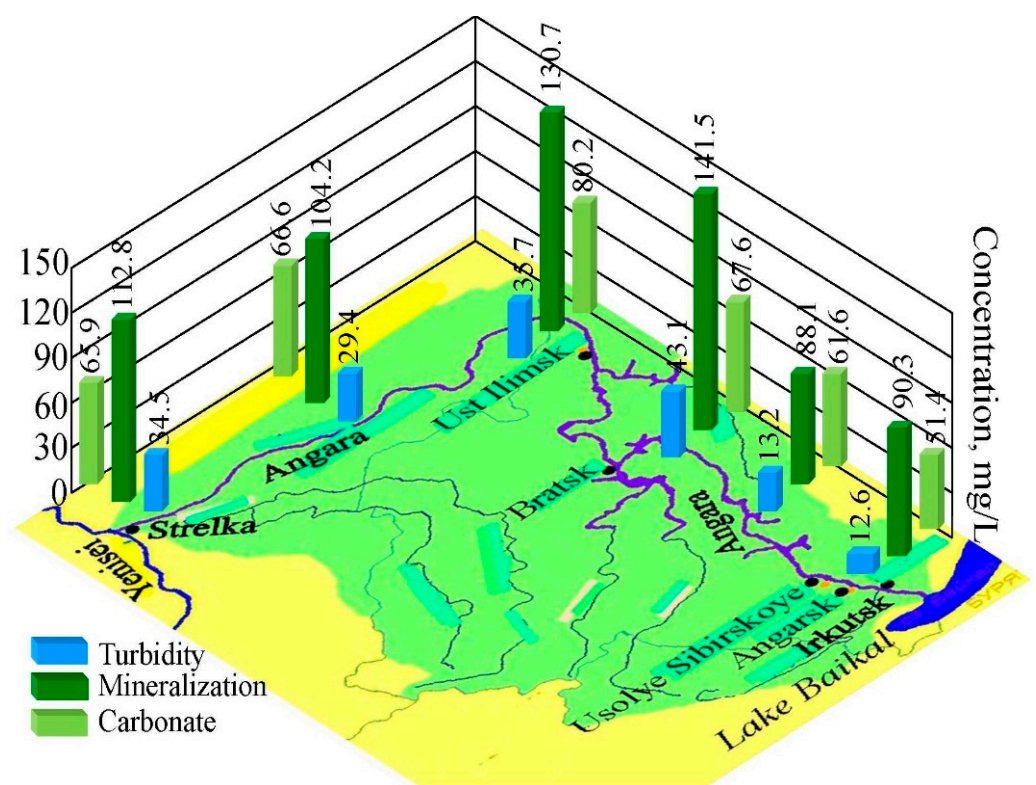 130.7
80.2
141.5
66.6
104.2
150
112.8
120
65.9
90
60
30
0
34.5
29.4
35.7
43.1
67.6
88.1
61.6
90.3
51.4
13.2
12.6
Concentration, mg/L
Ust Ilimsk
Angara
Bratsk
Angara
Strelka
Yenisei
Usolye Sibirskoye
Angarsk
Irkutsk
Lake Baikal
БУРЯ
Turbidity
Mineralization
Carbonate